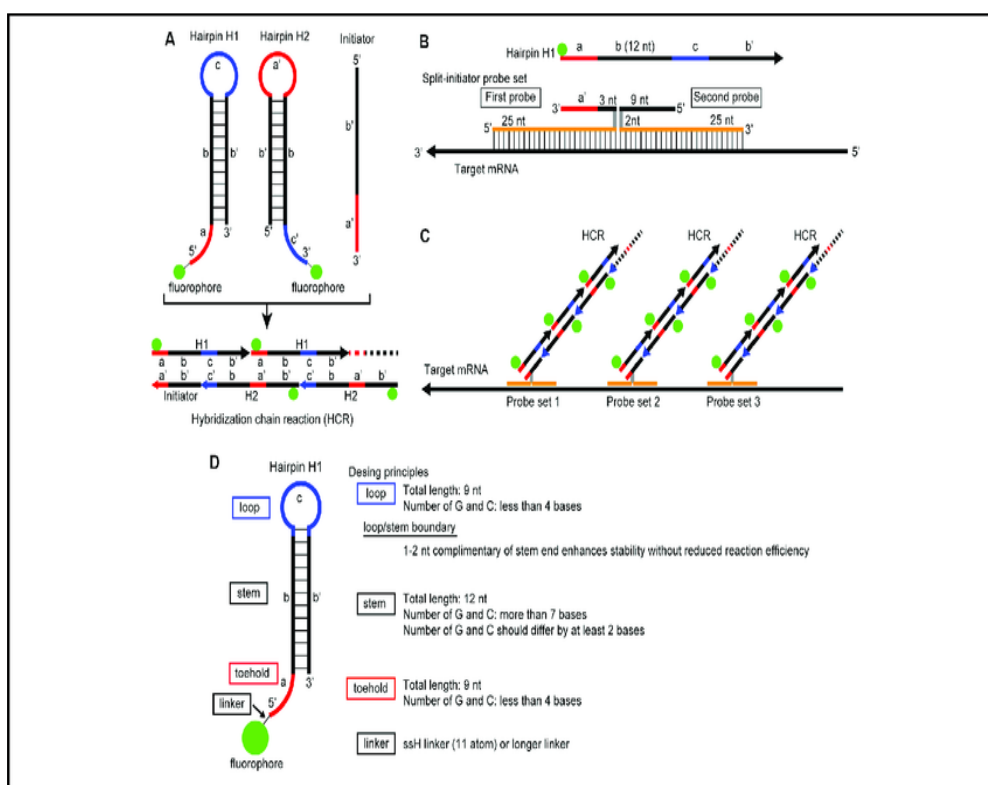 A
Hairpin H1
Hairpin H2
Initiator
5'
c
a'
b'
b
b'
b'
b
a
3'
5'
c'
a'
5'
3'
3'
fluorophore
fluorophore
H1
H1
a b c b' a b c b'
a' b' c' b a' b' c' b a' b'
Initiator
H2
H2
Hybridization chain reaction (HCR)
B
a b (12 nt) c b'
Hairpin H1
Split-initiator probe set
First probe
Second probe
3' a' 3 nt 9 nt 5'
5' 25 nt 2nt 25 nt 3'
3' 5'
Target mRNA
C
HCR HCR HCR
Target mRNA
Probe set 1 Probe set 2 Probe set 3
D
Hairpin H1
c
loop
stem
b b'
toehold
a 3'
linker
5'
fluorophore
Desing principles
loop
Total length: 9 nt
Number of G and C: less than 4 bases
loop/stem boundary
1-2 nt complimentary of stem end enhances stability without reduced reaction efficiency
stem
Total length: 12 nt
Number of G and C: more than 7 bases
Number of G and C should differ by at least 2 bases
toehold
Total length: 9 nt
Number of G and C: less than 4 bases
linker
ssH linker (11 atom) or longer linker